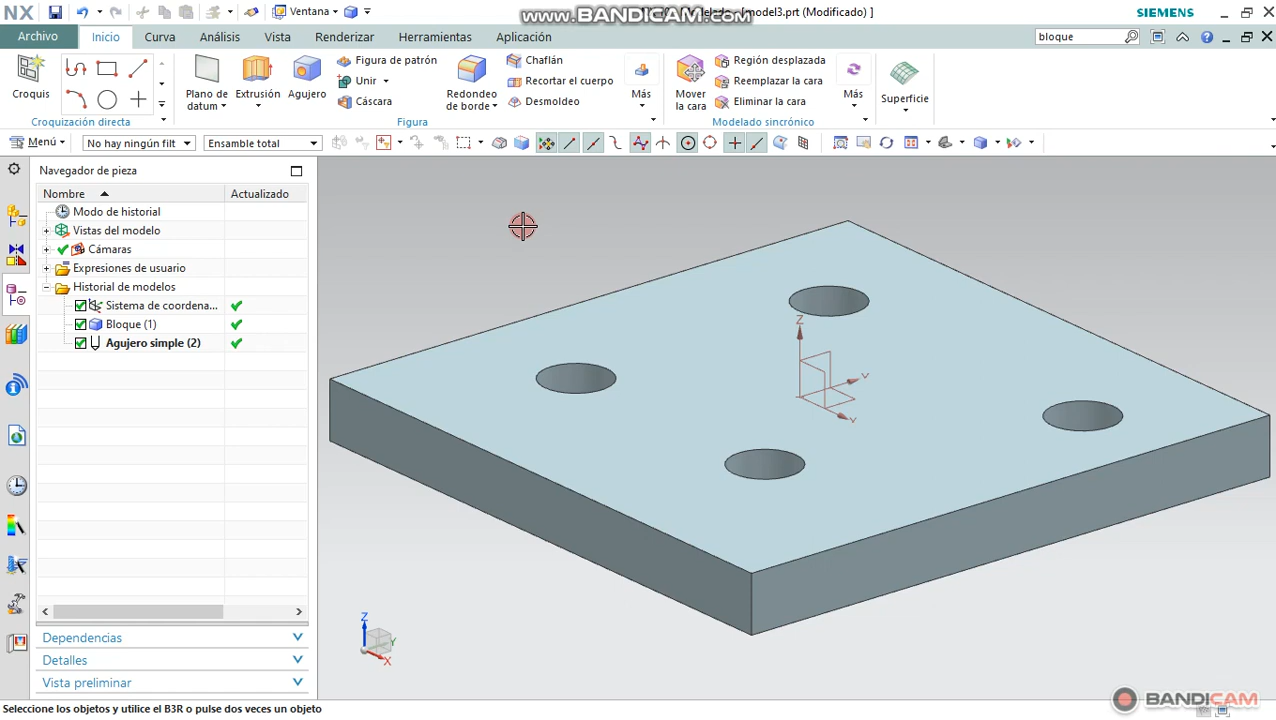 NX
Ventana
www.BANDICAM.com
Modelado - [model3.prt (Modificado) ]
SIEMENS
Archivo
Inicio
Curva
Análisis
Vista
Renderizar
Herramientas
Aplicación
bloque
Croquis
Croquización directa
Plano de datum
Extrusión
Agujero
Figura de patrón
Unir
Cáscara
Redondeo de borde
Chaflán
Recortar el cuerpo
Desmoldeo
Más
Figura
Mover la cara
Región desplazada
Reemplazar la cara
Eliminar la cara
Más
Modelado sincrónico
Superficie
Menú
No hay ningún filt
Ensamble total
Navegador de pieza
Nombre
Actualizado
Modo de historial
Vistas del modelo
Cámaras
Expresiones de usuario
Historial de modelos
Sistema de coordena...
Bloque (1)
Agujero simple (2)
Z
Y
Z
Y
X
Dependencias
Detalles
Vista preliminar
Seleccione los objetos y utilice el B3R o pulse dos veces un objeto
BANDICAM